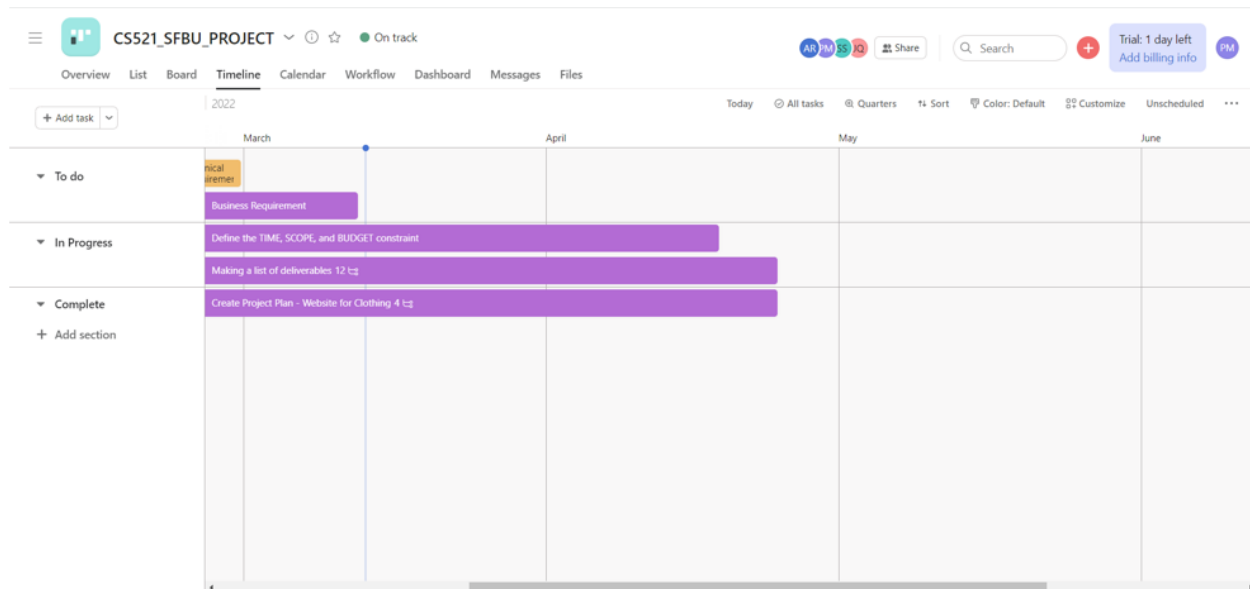 CS521_SFBU_PROJECT On track
AR PM SS JQ Share Search Trial: 1 day left
Add billing info
PM
Overview List Board Timeline Calendar Workflow Dashboard Messages Files
+ Add task
2022 Today All tasks Quarters Sort Color: Default Customize Unscheduled ...
March April May June
To do
nical
uiremer
Business Requirement
In Progress
Define the TIME, SCOPE, and BUDGET constraint
Making a list of deliverables 12
Complete
Create Project Plan - Website for Clothing 4
+ Add section